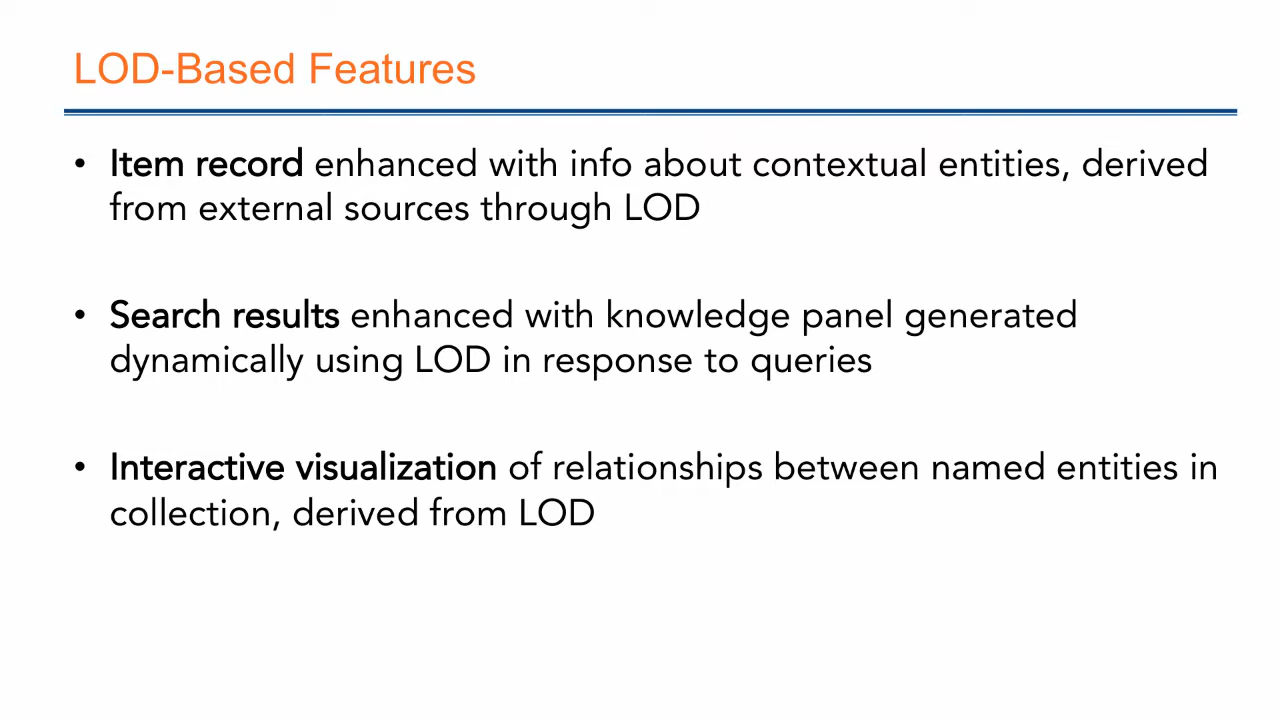 LOD-Based Features
• Item record enhanced with info about contextual entities, derived
from external sources through LOD
• Search results enhanced with knowledge panel generated
dynamically using LOD in response to queries
• Interactive visualization of relationships between named entities in
collection, derived from LOD